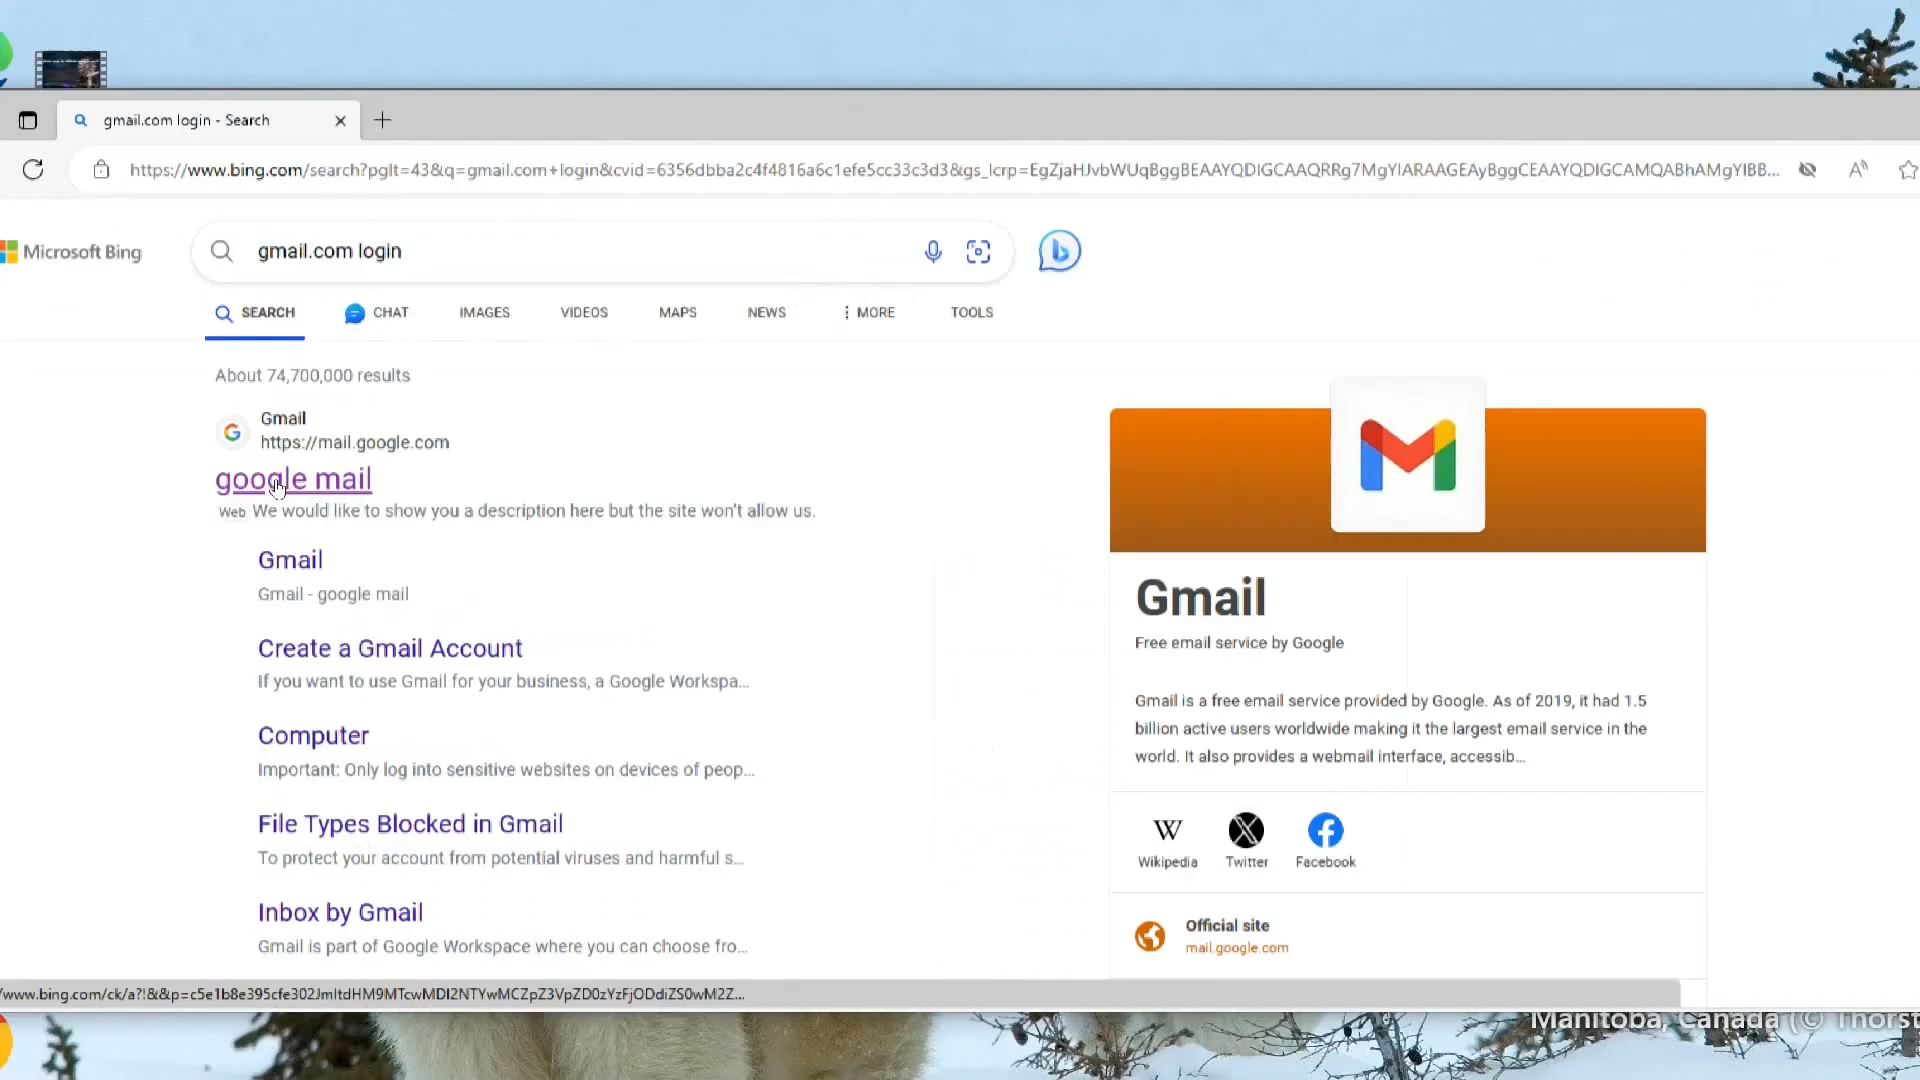 gmail.com login - Search
https://www.bing.com/search?pglt=43&q=gmail.com+login&cvid=6356dbba2c4f4816a6c1efe5cc33c3d3&gs_lcrp=EgZjaHJvbWUqBggBEAAYQDIGCAAQRRg7MgYIARAAGEAyBggCEAAYQDIGCAMQABhAMgYIBB...
Microsoft Bing
gmail.com login
SEARCH CHAT IMAGES VIDEOS MAPS NEWS MORE TOOLS
About 74,700,000 results
Gmail
https://mail.google.com
google mail
Web We would like to show you a description here but the site won't allow us.
Gmail
Gmail - google mail
Create a Gmail Account
If you want to use Gmail for your business, a Google Workspa...
Computer
Important: Only log into sensitive websites on devices of peop...
File Types Blocked in Gmail
To protect your account from potential viruses and harmful s...
Inbox by Gmail
Gmail is part of Google Workspace where you can choose fro...
Gmail
Free email service by Google
Gmail is a free email service provided by Google. As of 2019, it had 1.5
billion active users worldwide making it the largest email service in the
world. It also provides a webmail interface, accessib...
Wikipedia Twitter Facebook
Official site
mail.google.com
/www.bing.com/ck/a?!&&p=c5e1b8e395cfe302JmltdHM9MTcwMDI2NTYwMCZpZ3VpZD0zYzFjODdiZS0wM2Z...
Manitoba, Canada (© Thorst